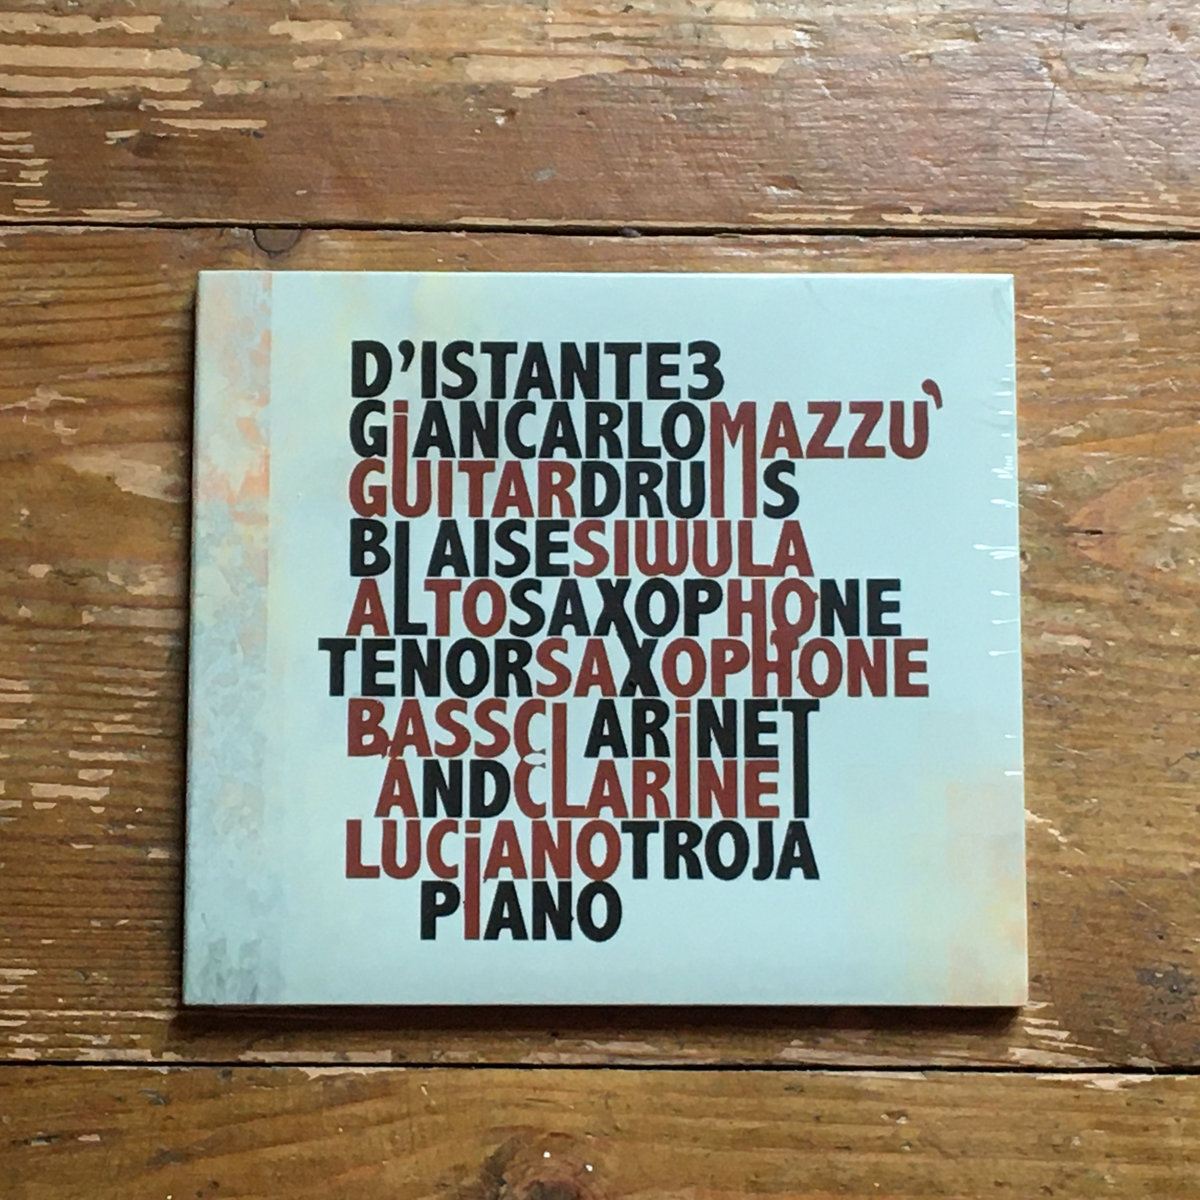 D'ISTANTE3
GiANCARLOMAZZU'
GUITARDRUMS
BLAISESIWULA
ALTOSAXOPHONE
TENORSAXOPHONE
BASSCLARiNET
ANDCLARINET
LUCiANOTROJA
PIANO